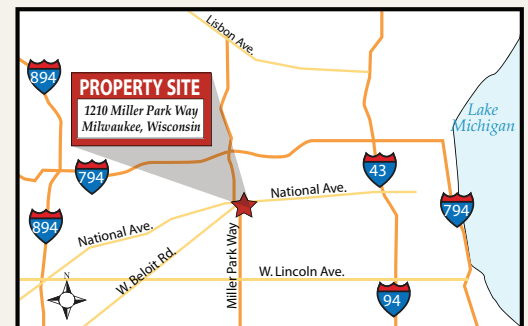 Lisbon Ave.
894
PROPERTY SITE
1210 Miller Park Way
Milwaukee, Wisconsin
Lake
Michigan
794
43
National Ave.
794
894
National Ave.
W. Beloit Rd.
Miller Park Way
W. Lincoln Ave.
N
94